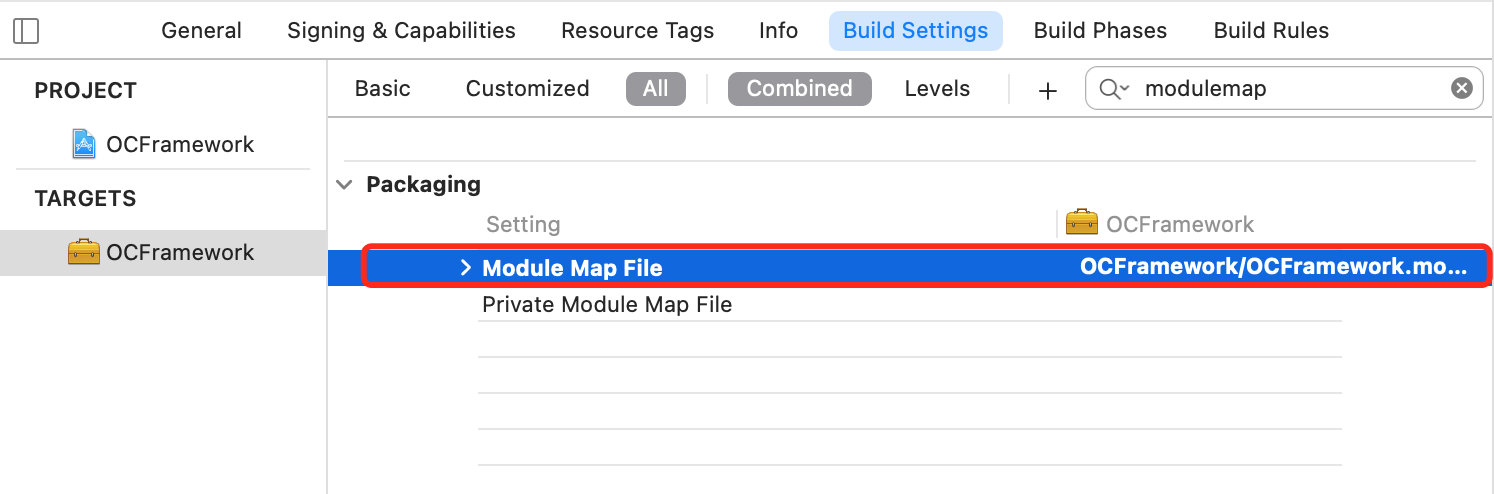 General Signing & Capabilities Resource Tags Info Build Settings Build Phases Build Rules
PROJECT
OCFramework
TARGETS
OCFramework
Basic Customized All Combined Levels + modulemap
Packaging
Setting OCFramework
Module Map File OCFramework/OCFramework.mo...
Private Module Map File